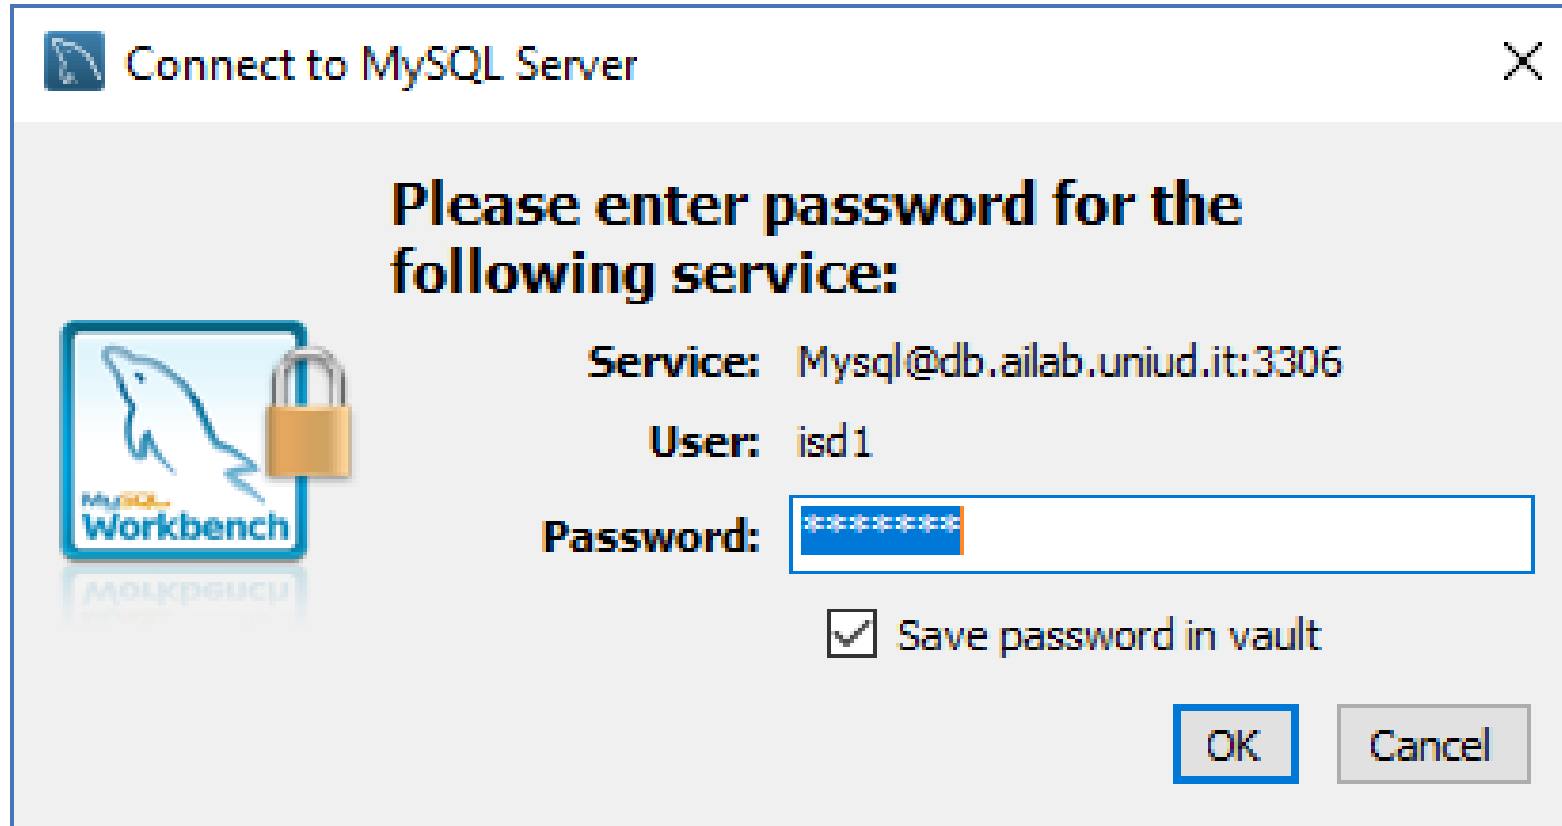 Connect to MySQL Server
Please enter password for the
following service:
Service: Mysql@db.ailab.uniud.it:3306
User: isd1
MySQL
Workbench
Password: *******
Save password in vault
OK Cancel